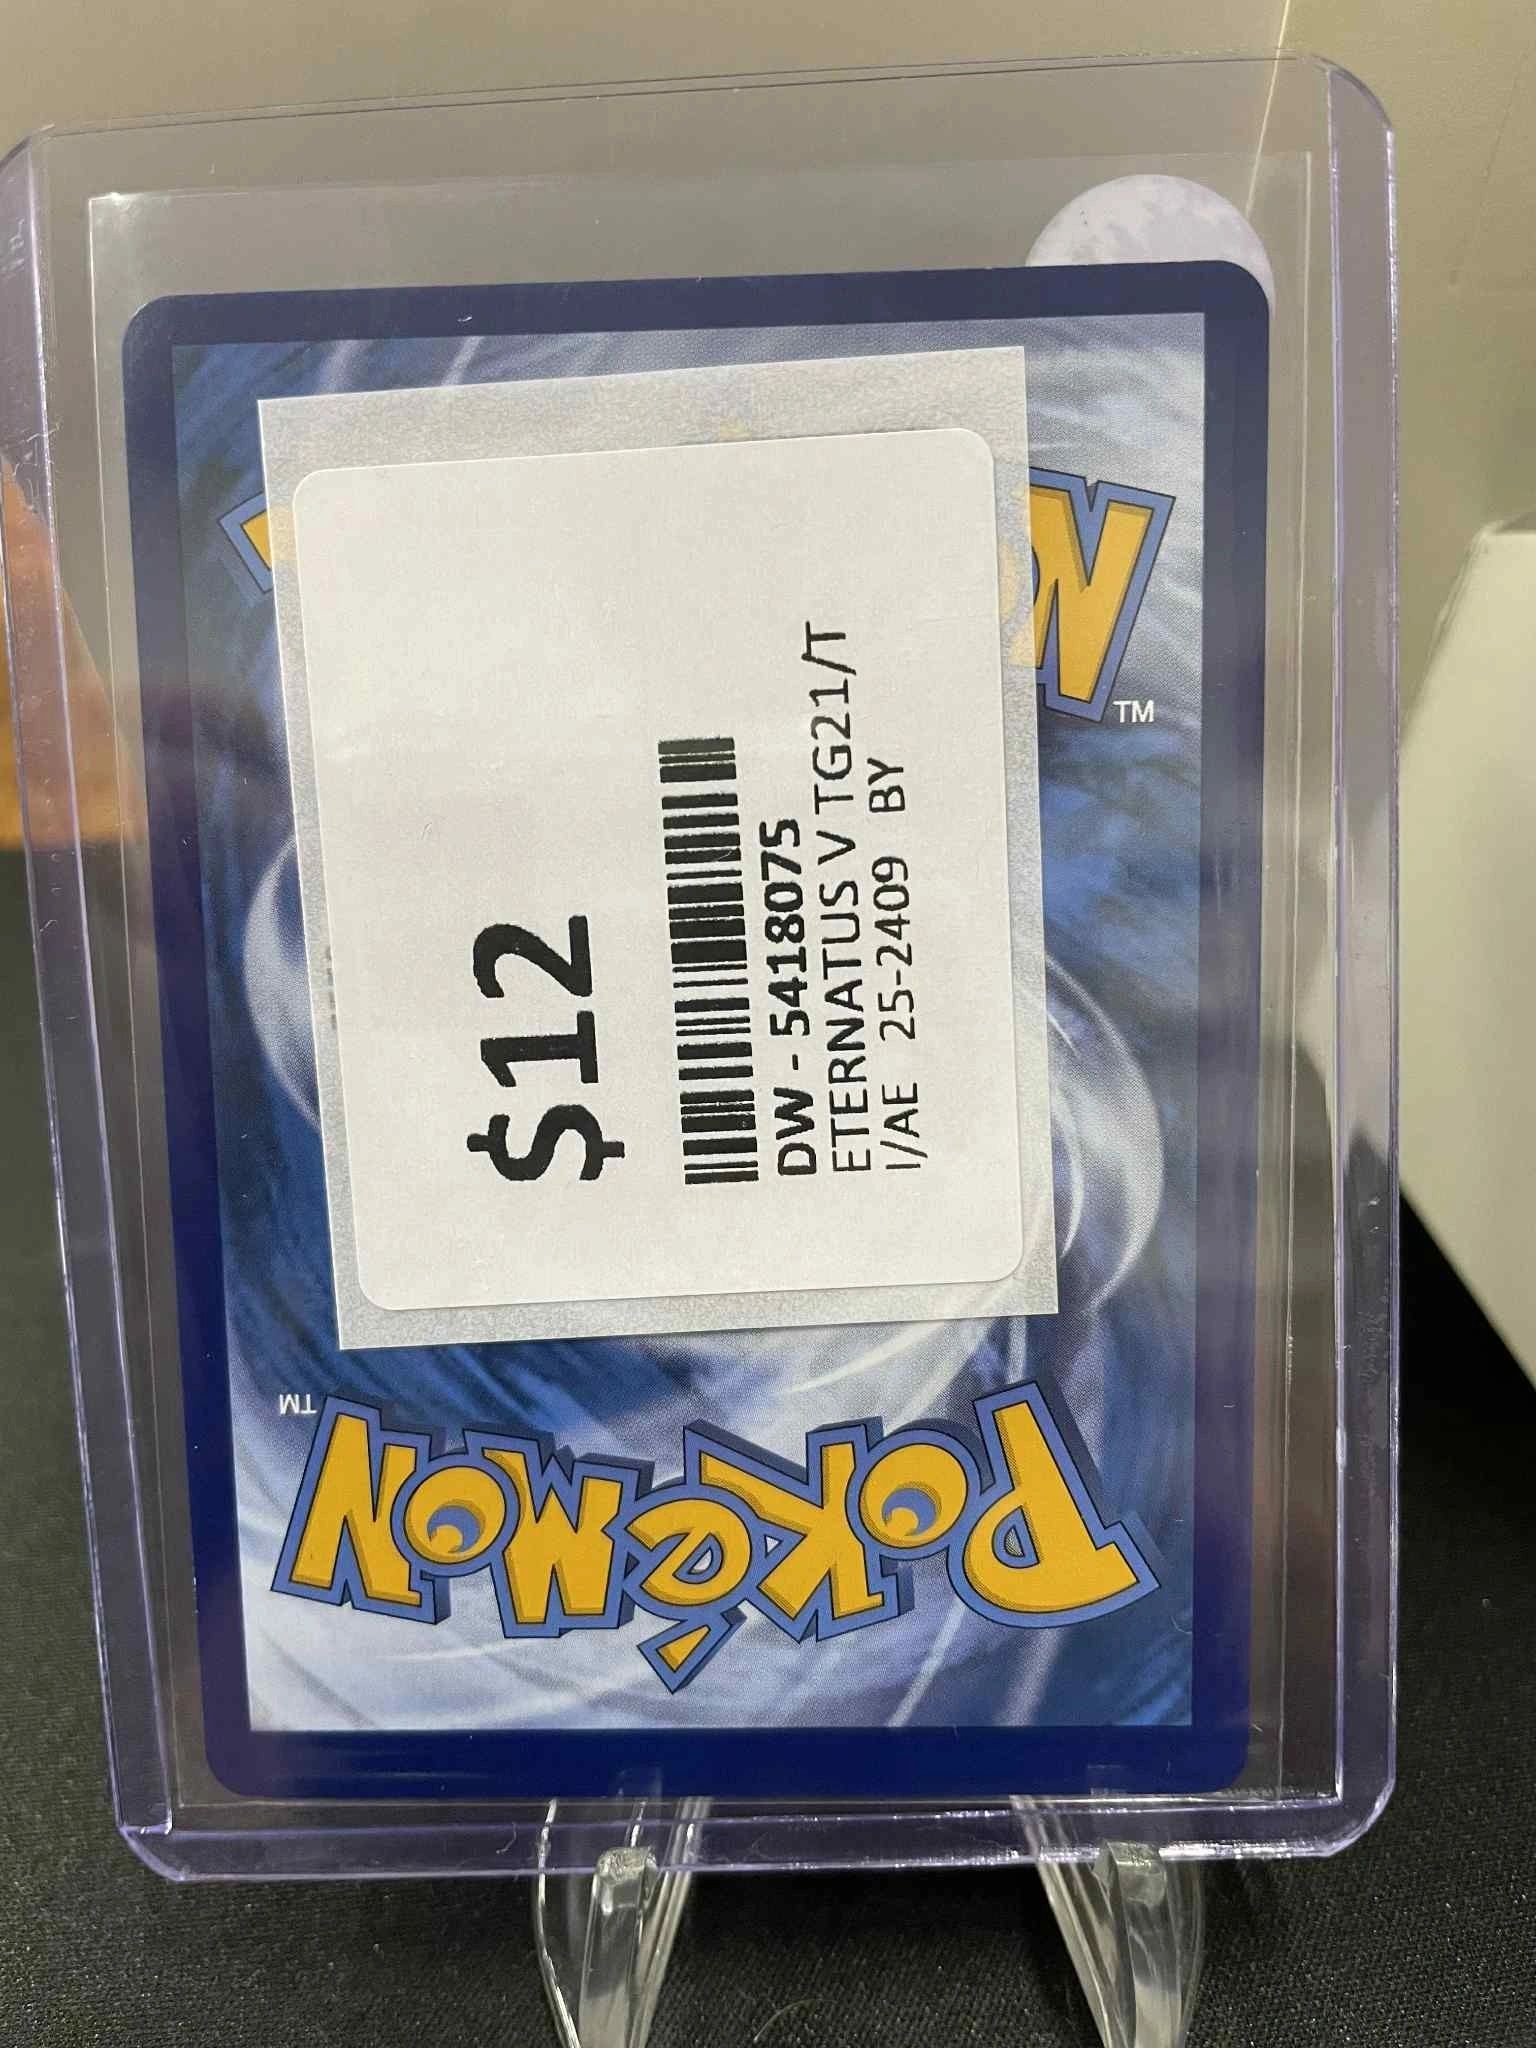 $12
DW - 5418075
ETERNATUS V TG21/T
I/AE 25-2409 BY
TM
TM
POKéMON